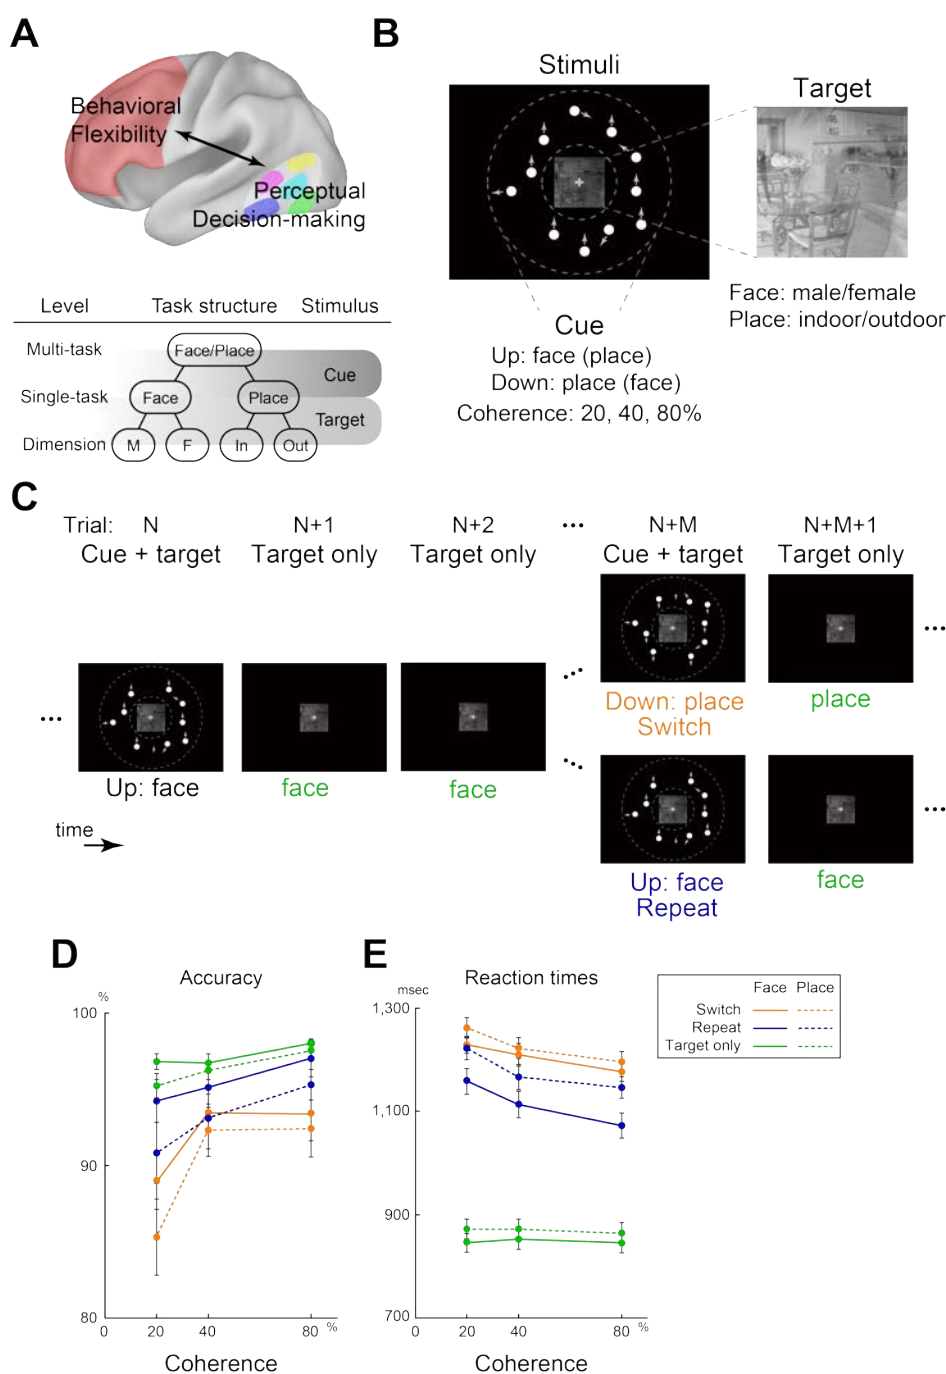 A
Behavioral
Flexibility
Perceptual
Decision-making
Level Task structure Stimulus
Multi-task Face/Place
Cue
Single-task Face Place
Target
Dimension M F In Out
B
Stimuli
Target
Face: male/female
Place: indoor/outdoor
Cue
Up: face (place)
Down: place (face)
Coherence: 20, 40, 80%
C
Trial: N N+1 N+2 ... N+M N+M+1
Cue + target Target only Target only Cue + target Target only
... ... ...
Down: place place
Switch
... Up: face face face
... ...
time
Up: face face
Repeat
D
Accuracy
%
100
90
80
0 20 40 80 %
Coherence
E
Reaction times
msec
1,300
1,100
900
700
0 20 40 80 %
Coherence
Face Place
Switch
Repeat
Target only